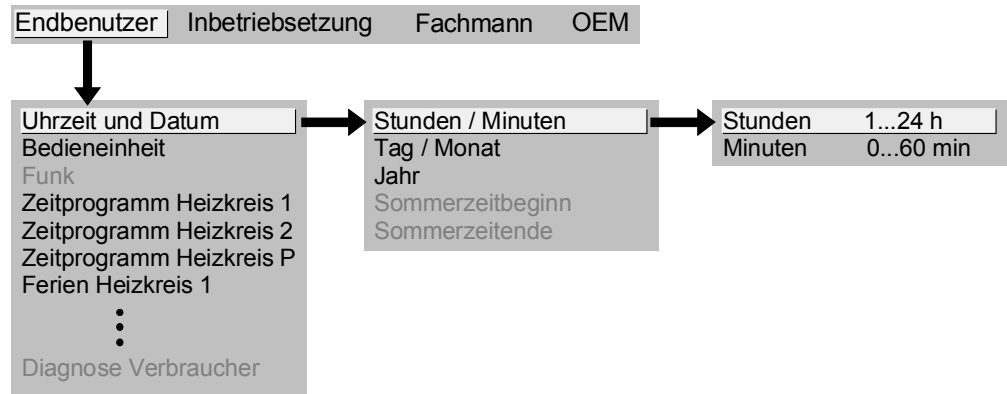 Endbenutzer Inbetriebsetzung Fachmann OEM
Uhrzeit und Datum
Bedieneinheit
Funk
Zeitprogramm Heizkreis 1
Zeitprogramm Heizkreis 2
Zeitprogramm Heizkreis P
Ferien Heizkreis 1
Diagnose Verbraucher
Stunden / Minuten
Tag / Monat
Jahr
Sommerzeitbeginn
Sommerzeitende
Stunden 1...24 h
Minuten 0...60 min